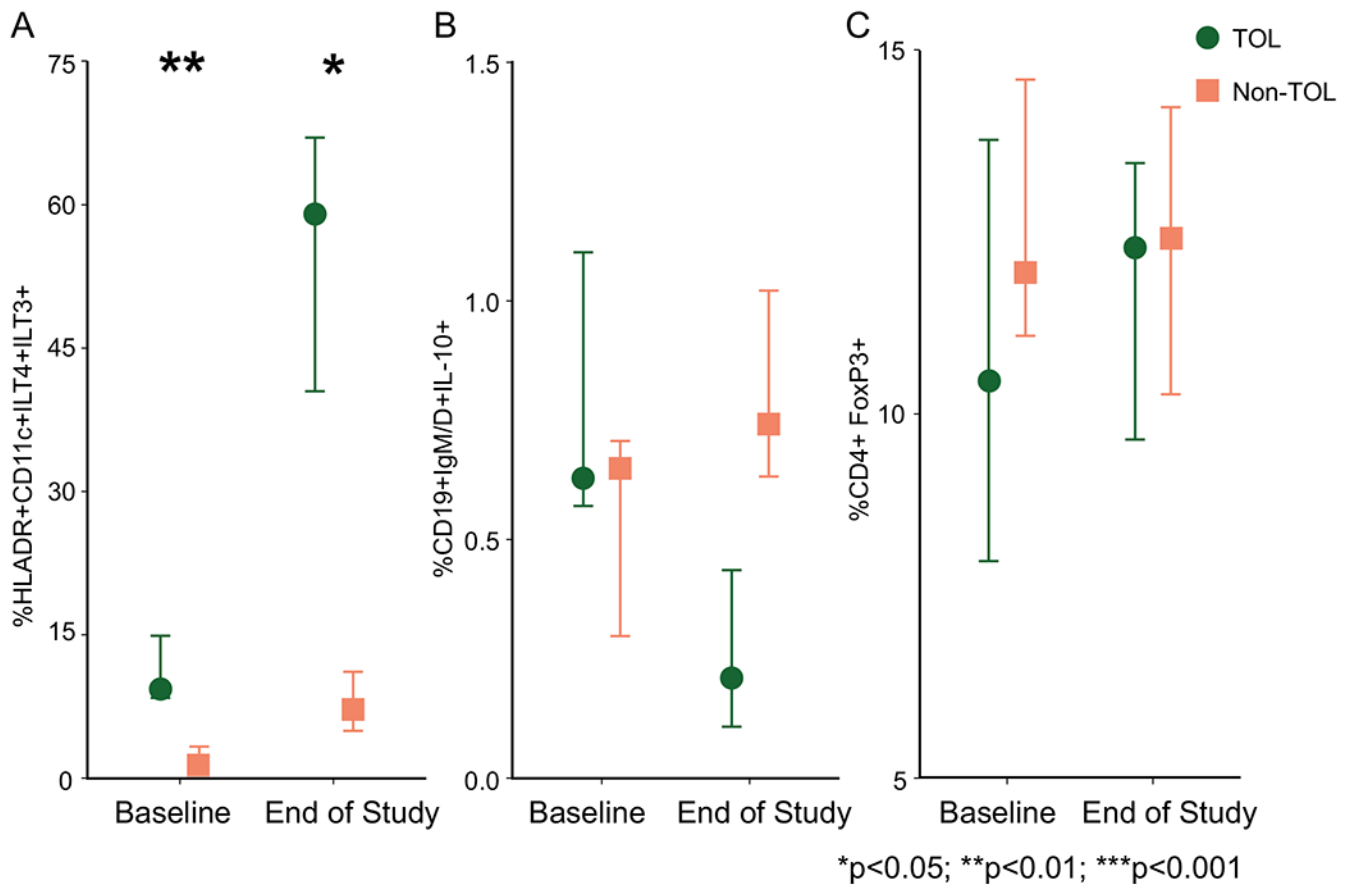 A
B
C
TOL
Non-TOL
** *
%HLADR+CD11c+ILT4+ILT3+
75
60
45
30
15
0
Baseline End of Study
%CD19+IgM/D+IL-10+
1.5
1.0
0.5
0.0
Baseline End of Study
%CD4+ FoxP3+
15
10
5
Baseline End of Study
*p<0.05; **p<0.01; ***p<0.001